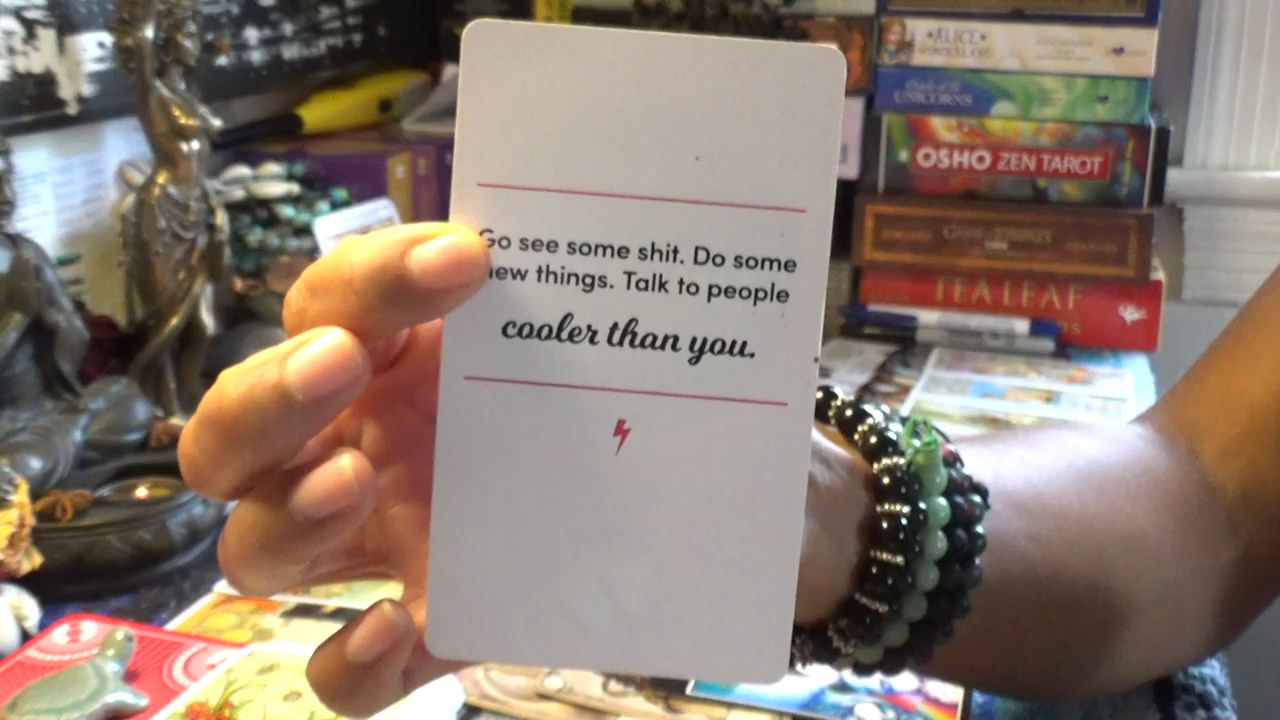 Go see some shit. Do some
new things. Talk to people
cooler than you.
ALICE
UNICORNS
OSHO ZEN TAROT
TEA LEAF